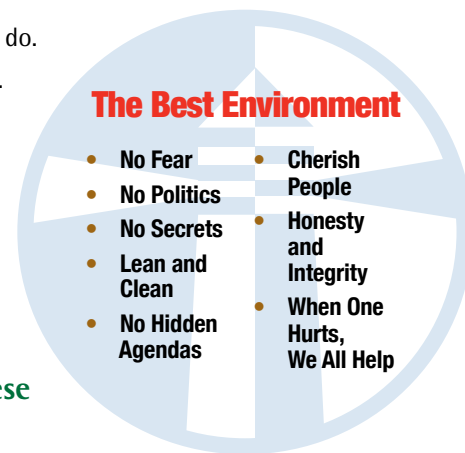 do.
.
The Best Environment
• No Fear
• No Politics
• No Secrets
• Lean and
Clean
• No Hidden
Agendas
• Cherish
People
• Honesty
and
Integrity
• When One
Hurts,
We All Help
ese